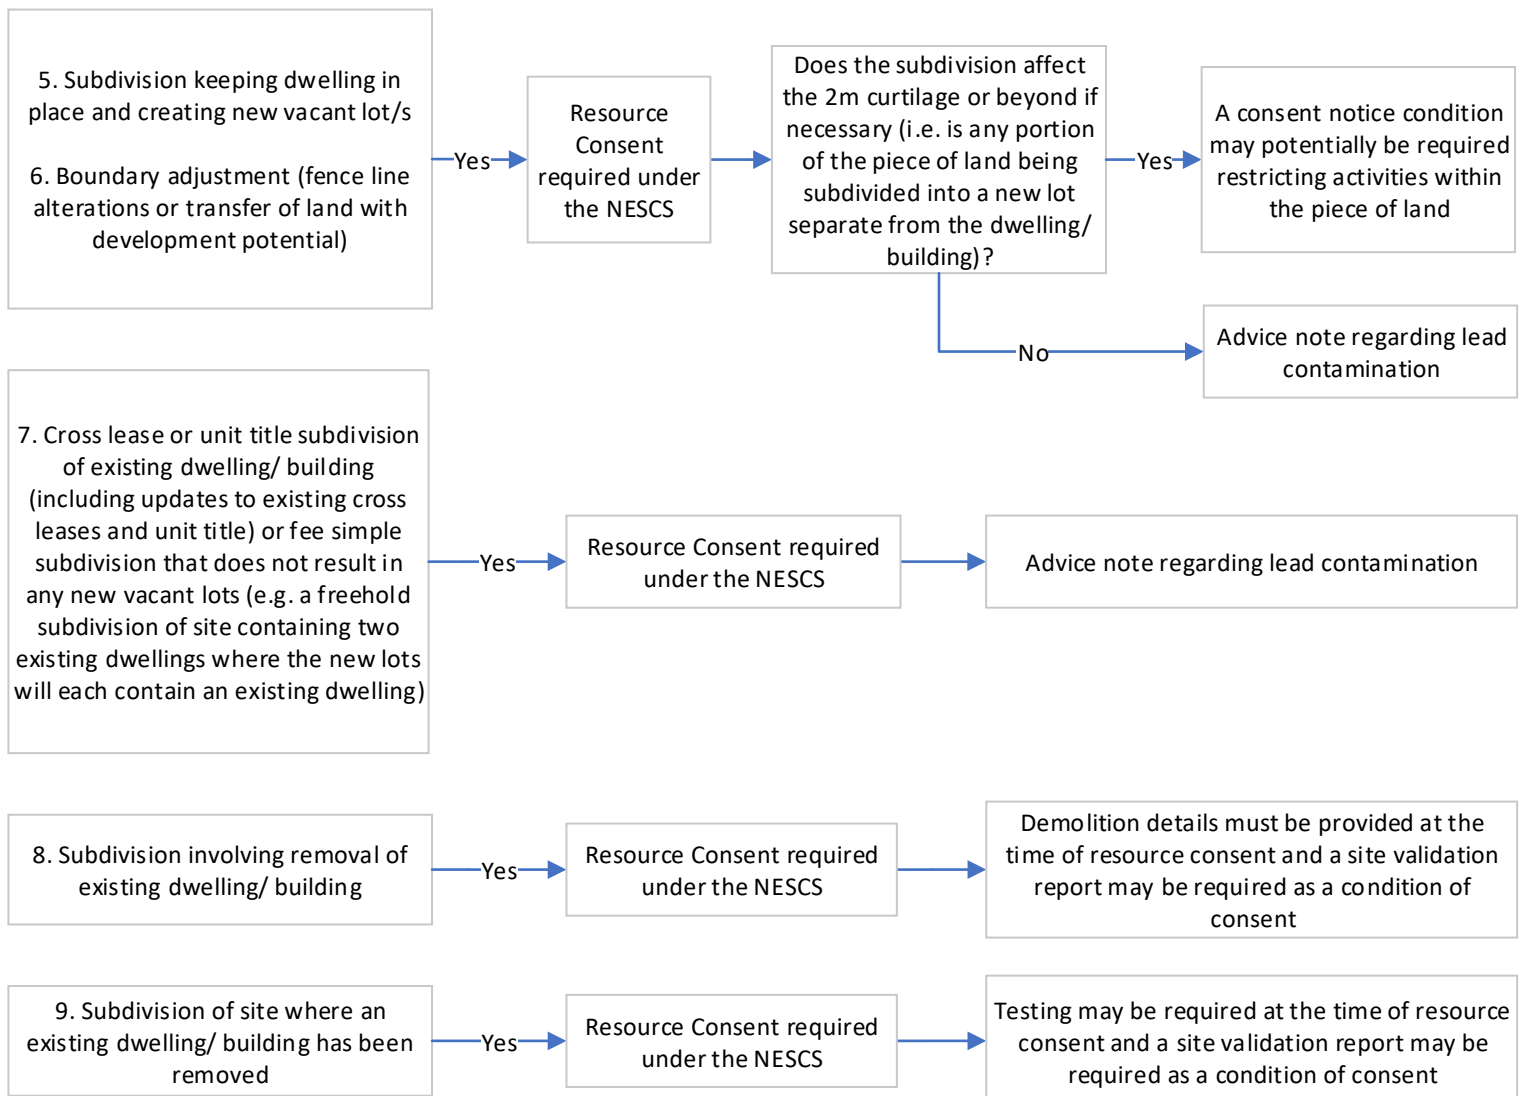 5. Subdivision keeping dwelling in
place and creating new vacant lot/s
6. Boundary adjustment (fence line
alterations or transfer of land with
development potential)
Yes
Resource
Consent
required under
the NESCS
Does the subdivision affect
the 2m curtilage or beyond if
necessary (i.e. is any portion
of the piece of land being
subdivided into a new lot
separate from the dwelling/
building)?
Yes
A consent notice condition
may potentially be required
restricting activities within
the piece of land
No
Advice note regarding lead
contamination
7. Cross lease or unit title subdivision
of existing dwelling/ building
(including updates to existing cross
leases and unit title) or fee simple
subdivision that does not result in
any new vacant lots (e.g. a freehold
subdivision of site containing two
existing dwellings where the new lots
will each contain an existing dwelling)
Yes
Resource Consent required
under the NESCS
Advice note regarding lead contamination
8. Subdivision involving removal of
existing dwelling/ building
Yes
Resource Consent required
under the NESCS
Demolition details must be provided at the
time of resource consent and a site validation
report may be required as a condition of
consent
9. Subdivision of site where an
existing dwelling/ building has been
removed
Yes
Resource Consent required
under the NESCS
Testing may be required at the time of resource
consent and a site validation report may be
required as a condition of consent